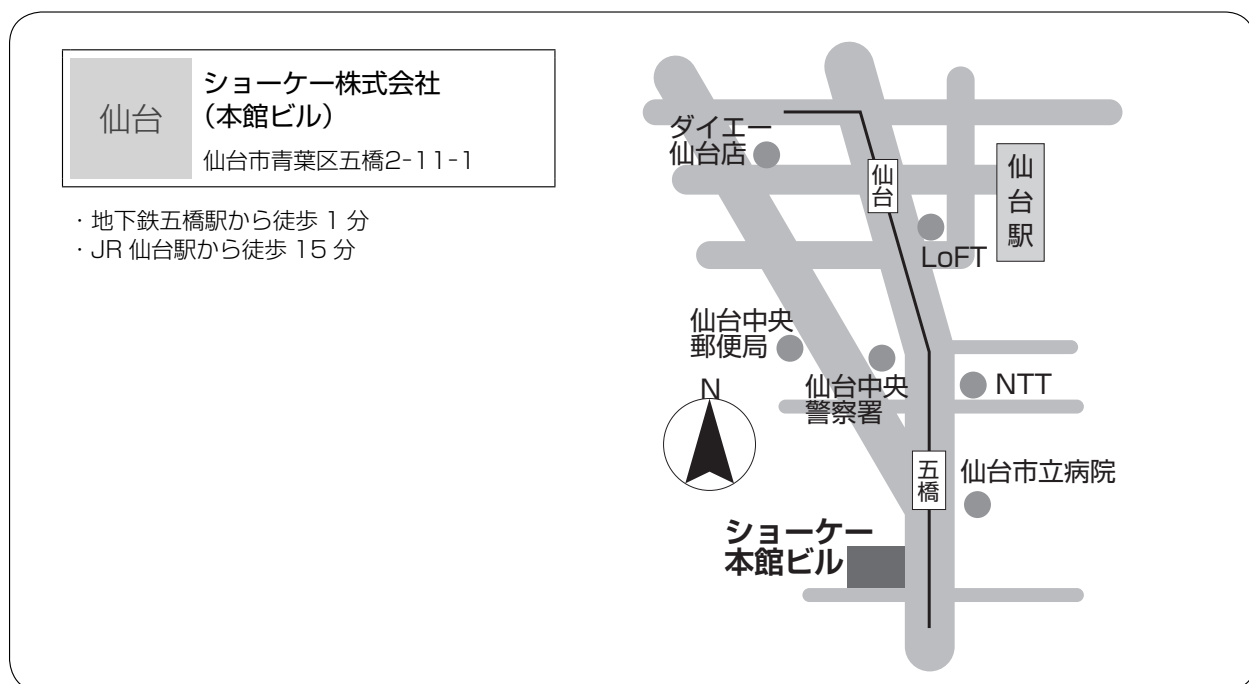 仙台
ショーケー株式会社
（本館ビル）
仙台市青葉区五橋2-11-1
・地下鉄五橋駅から徒歩 1 分
・JR 仙台駅から徒歩 15 分
ダイエー
仙台店
仙台
仙台駅
LoFT
仙台中央
郵便局
仙台中央
警察署
NTT
N
五橋
仙台市立病院
ショーケー
本館ビル